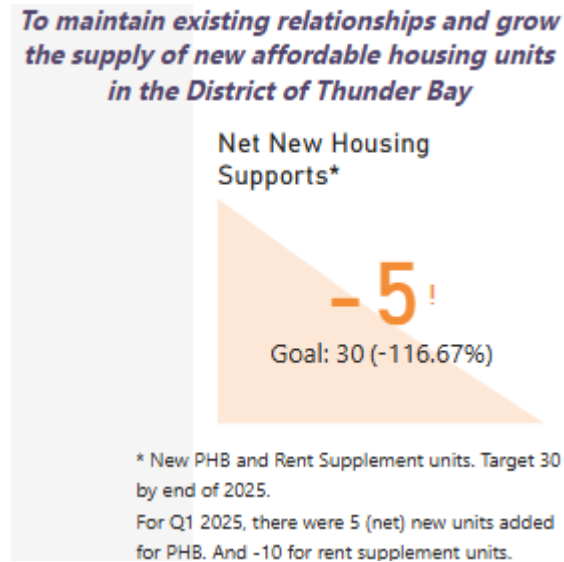 To maintain existing relationships and grow
the supply of new affordable housing units
in the District of Thunder Bay
Net New Housing
Supports*
- 5 !
Goal: 30 (-116.67%)
* New PHB and Rent Supplement units. Target 30
by end of 2025.
For Q1 2025, there were 5 (net) new units added
for PHB. And -10 for rent supplement units.